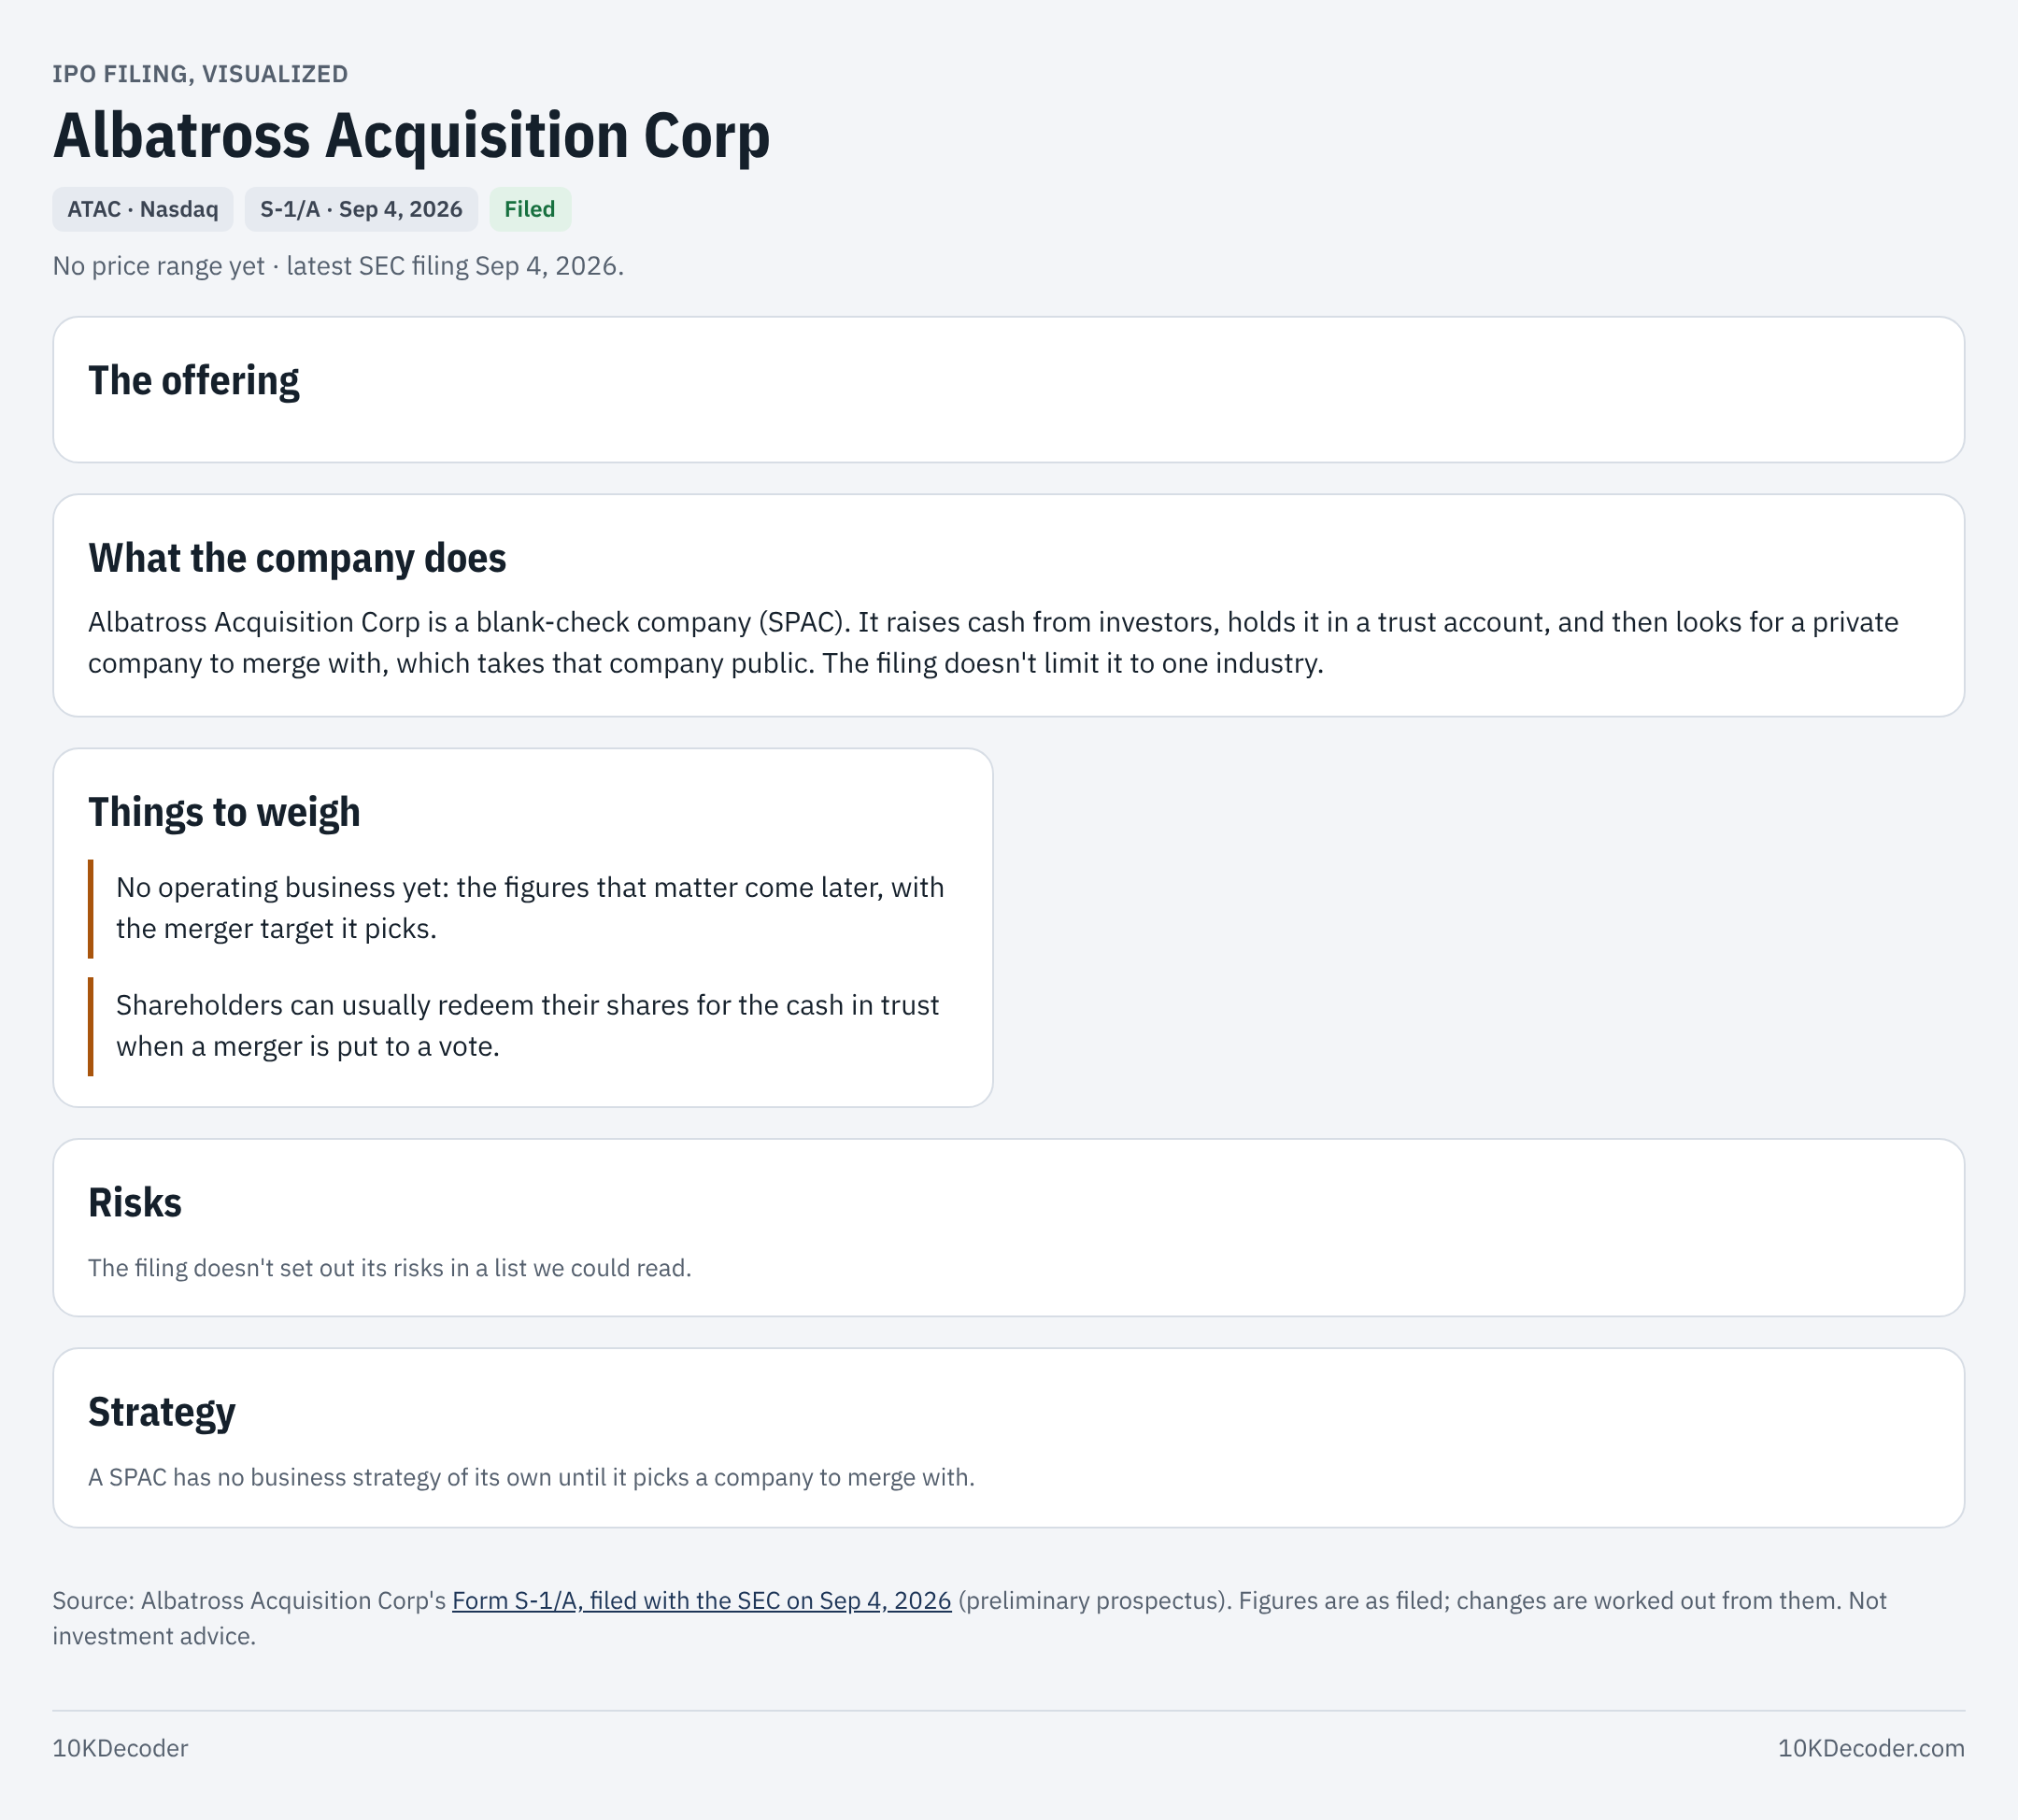 IPO FILING, VISUALIZED
Albatross Acquisition Corp
ATAC · Nasdaq S-1/A · Sep 4, 2026 Filed
No price range yet · latest SEC filing Sep 4, 2026.
The offering
What the company does
Albatross Acquisition Corp is a blank-check company (SPAC). It raises cash from investors, holds it in a trust account, and then looks for a private
company to merge with, which takes that company public. The filing doesn't limit it to one industry.
Things to weigh
No operating business yet: the figures that matter come later, with
the merger target it picks.
Shareholders can usually redeem their shares for the cash in trust
when a merger is put to a vote.
Risks
The filing doesn't set out its risks in a list we could read.
Strategy
A SPAC has no business strategy of its own until it picks a company to merge with.
Source: Albatross Acquisition Corp's Form S-1/A, filed with the SEC on Sep 4, 2026 (preliminary prospectus). Figures are as filed; changes are worked out from them. Not
investment advice.
10KDecoder 10KDecoder.com